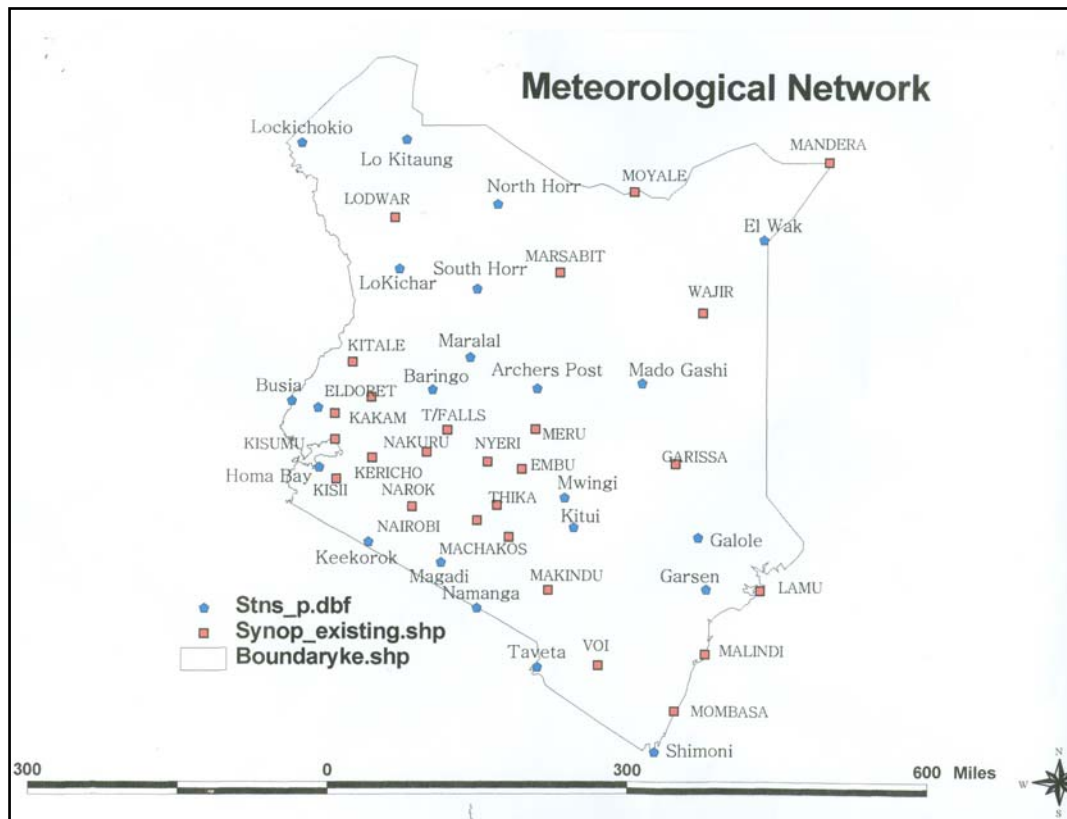 Meteorological Network
Lockichokio
Lo Kitaung
MANDERA
MOYALE
North Horr
LODWAR
El Wak
MARSABIT
South Horr
LoKichar
WAJIR
KITALE
Maralal
Archers Post
Mado Gashi
Baringo
Busia
ELDORET
KAKAM
T/FALLS
MERU
KISUMU
NAKURU
NYERI
GARISSA
EMBU
Homa Bay
KERICHO
KISII
Mwingi
NAROK
THIKA
Kitui
NAIROBI
Galole
Keekorok
MACHAKOS
Magadi
MAKINDU
Garsen
LAMU
Namanga
Stns_p.dbf
Synop_existing.shp
VOI
Taveta
Boundaryke.shp
MALINDI
MOMBASA
Shimoni
300 0 300 600 Miles
N
W
S